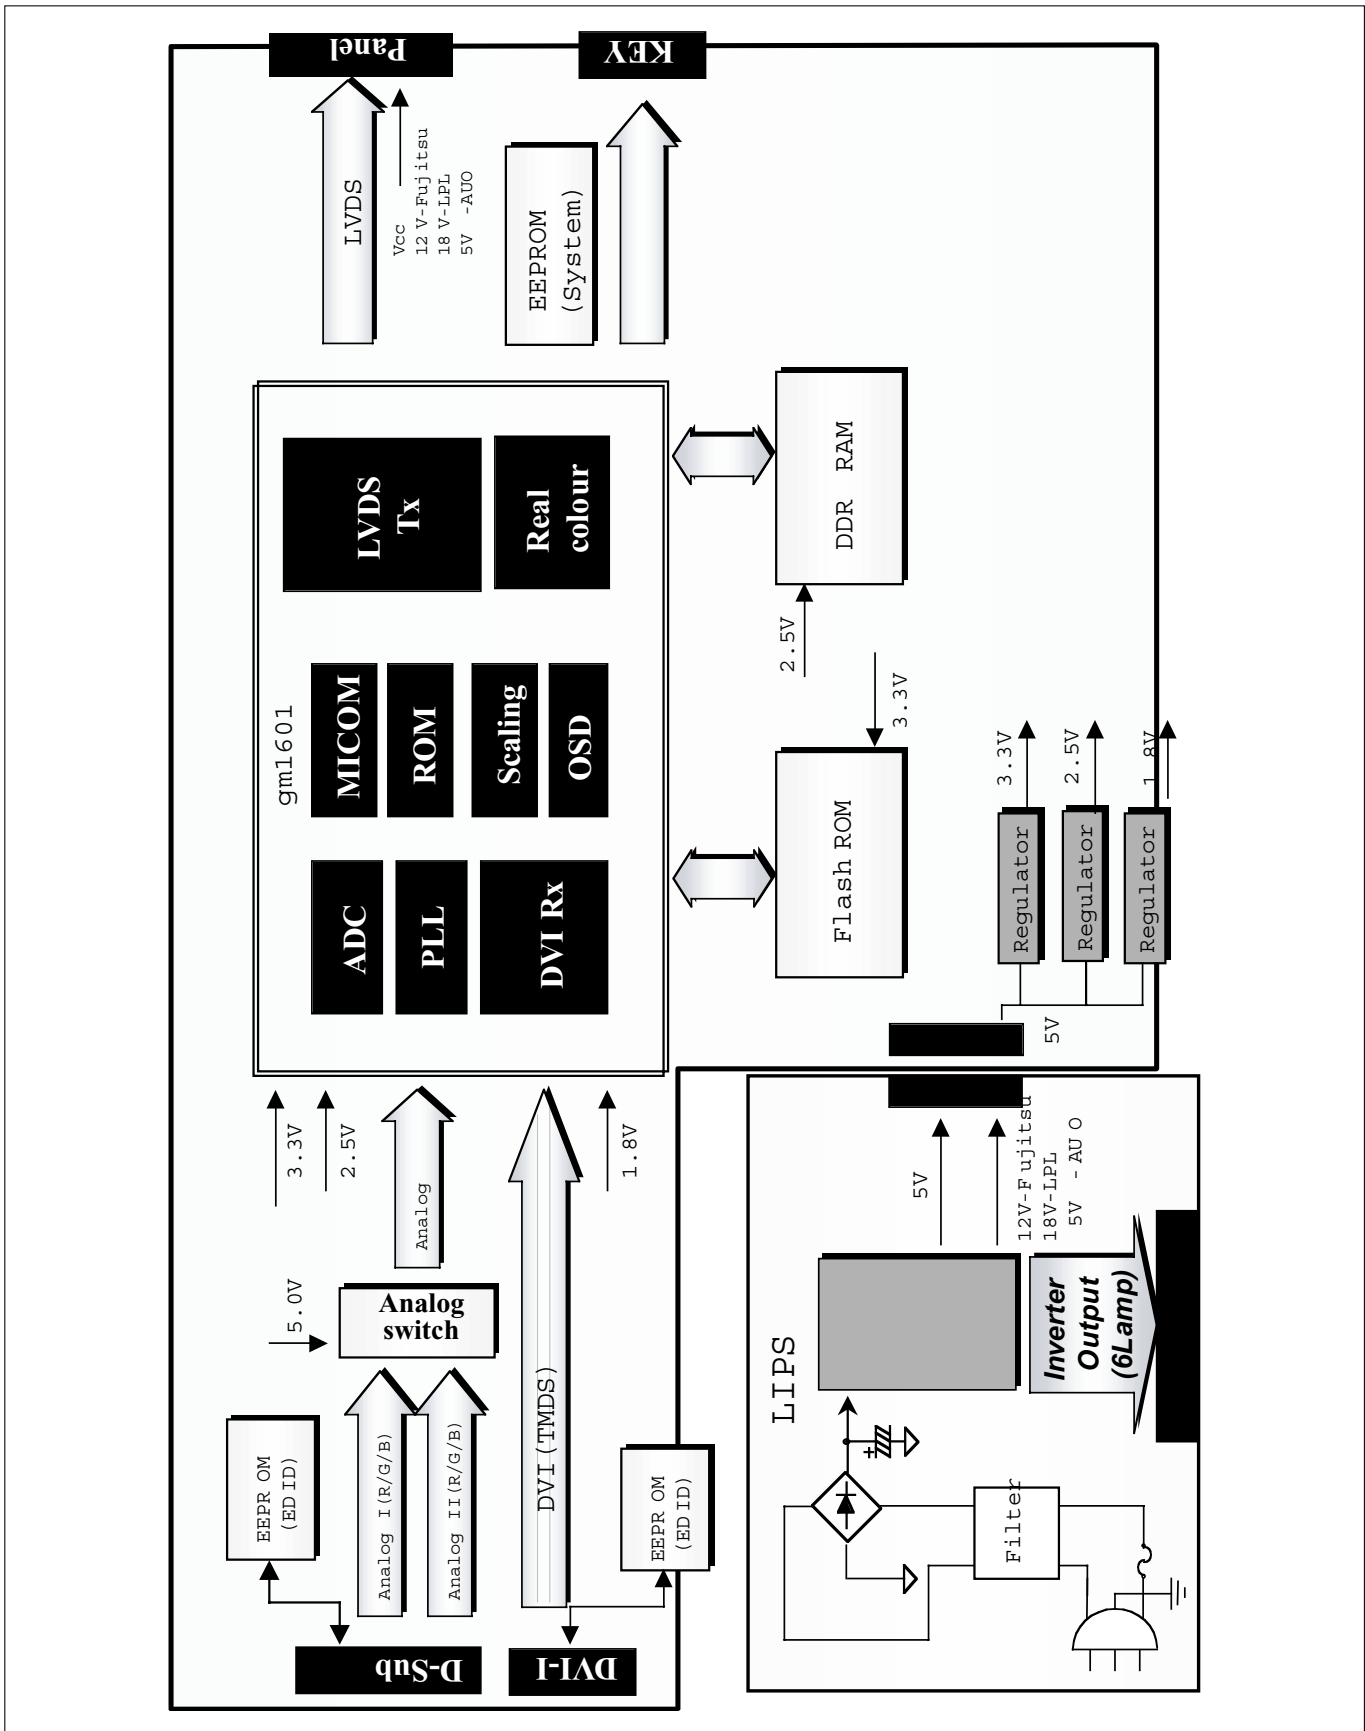 Panel
KEY
LVDS
Vcc
12 V-Fujitsu
18 V-LPL
5V -AUO
EEPROM
(System)
gm1601
LVDS
Tx
Real
colour
MICOM
ROM
Scaling
OSD
ADC
PLL
DVI Rx
DDR RAM
2.5V
3.3V
Flash ROM
3.3V
2.5V
1.8V
Regulator
Regulator
Regulator
5V
3.3V
2.5V
Analog
1.8V
5.0V
Analog
switch
EEPR OM
(ED ID)
Analog I(R/G/B)
Analog II(R/G/B)
DVI(TMDS)
EEPR OM
(ED ID)
D-Sub
DVI-I
LIPS
5V
12V-F ujitsu
18V-LPL
5V -AU O
Inverter
Output
(6Lamp)
+
Filter